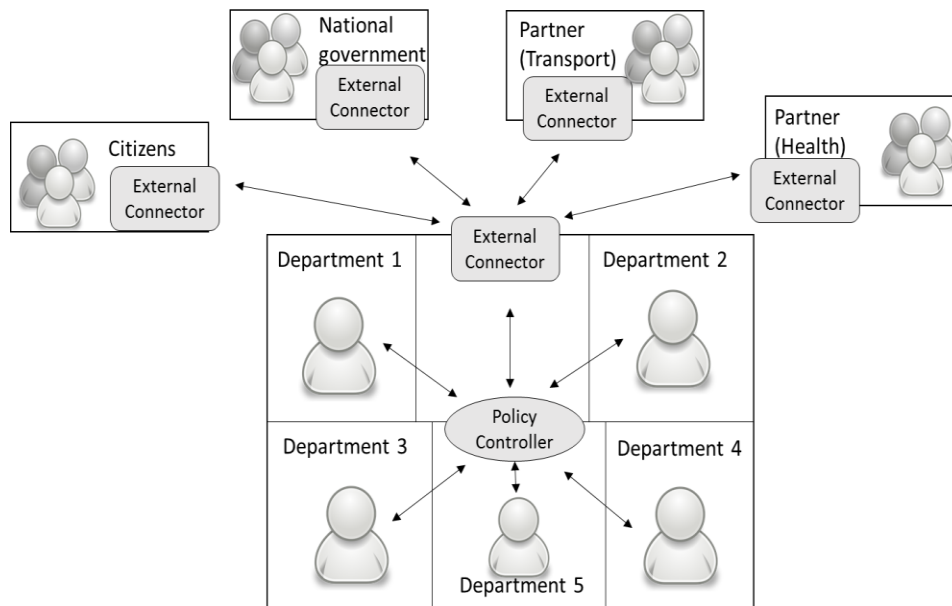 National
government
External
Connector
Partner
(Transport)
External
Connector
Partner
(Health)
External
Connector
Citizens
External
Connector
External
Connector
Department 1
Department 2
Policy
Controller
Department 3
Department 4
Department 5